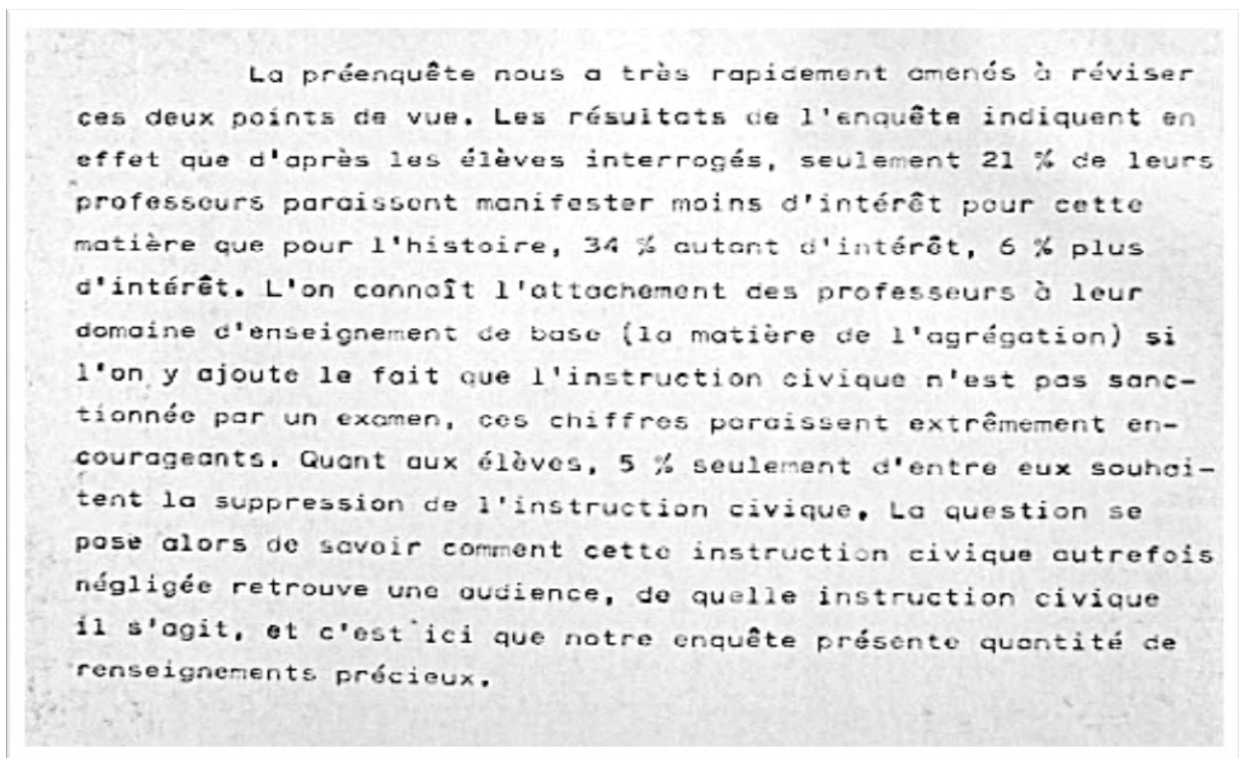 La préenquête nous a très rapidement amenés à réviser
ces deux points de vue. Les résultats de l'enquête indiquent en
effet que d'après les élèves interrogés, seulement 21 % de leurs
professeurs paraissent manifester moins d'intérêt pour cette
matière que pour l'histoire, 34 % autant d'intérêt, 6 % plus
d'intérêt. L'on connaît l'attachement des professeurs à leur
domaine d'enseignement de base (la matière de l'agrégation) si
l'on y ajoute le fait que l'instruction civique n'est pas sanc-
tionnée par un examen, ces chiffres paraissent extrêmement en-
courageants. Quant aux élèves, 5 % seulement d'entre eux souhai-
tent la suppression de l'instruction civique. La question se
pose alors de savoir comment cette instruction civique autrefois
négligée retrouve une audience, de quelle instruction civique
il s'agit, et c'est ici que notre enquête présente quantité de
renseignements précieux.